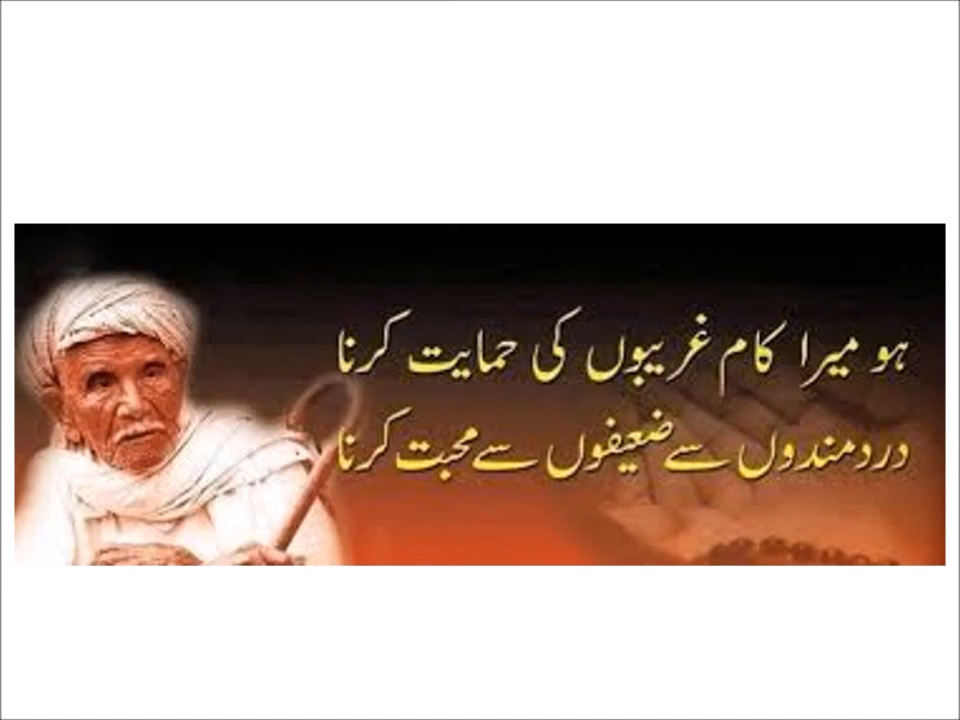 ہو میرا کام غریبوں کی حمایت کرنا
دردمندوں سے ضعیفوں سے محبت کرنا